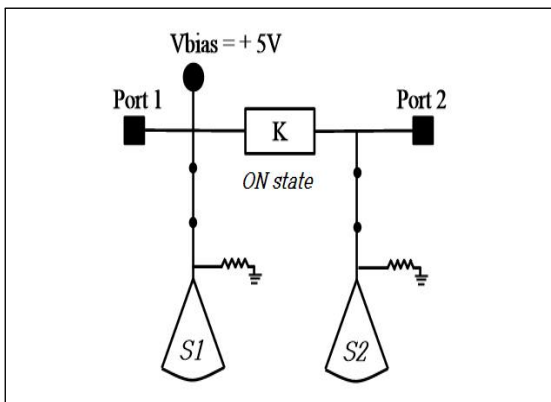 Vbias = + 5V
Port 1
Port 2
K
ON state
S1
S2